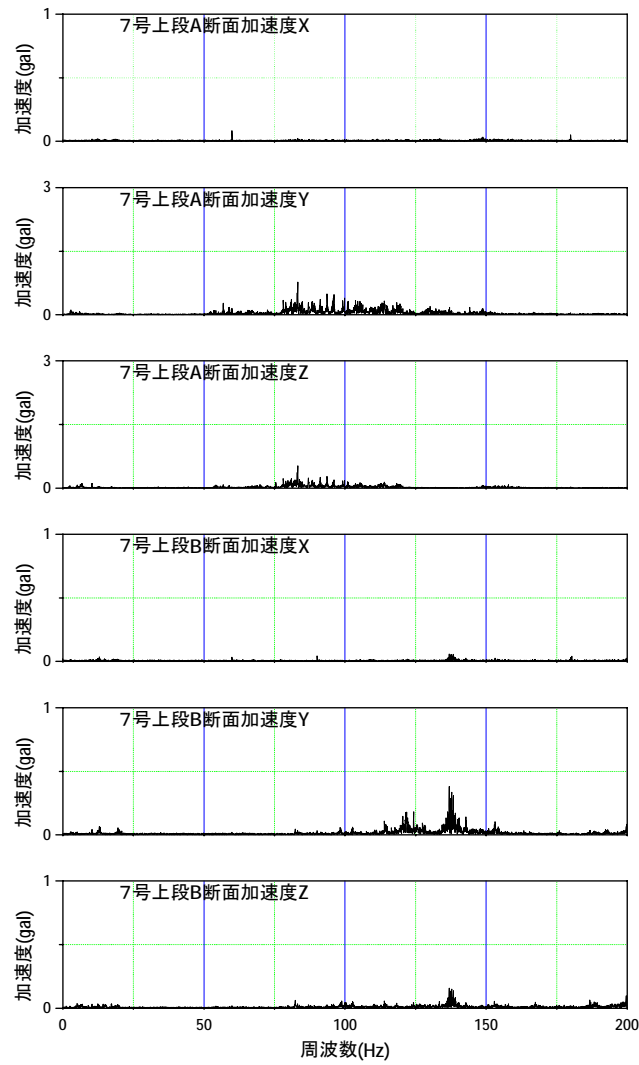 1
7号上段A断面加速度X
加速度(gal)
0
3
7号上段A断面加速度Y
加速度(gal)
0
3
7号上段A断面加速度Z
加速度(gal)
0
1
7号上段B断面加速度X
加速度(gal)
0
1
7号上段B断面加速度Y
加速度(gal)
0
1
7号上段B断面加速度Z
加速度(gal)
0
0 50 100 150 200
周波数(Hz)